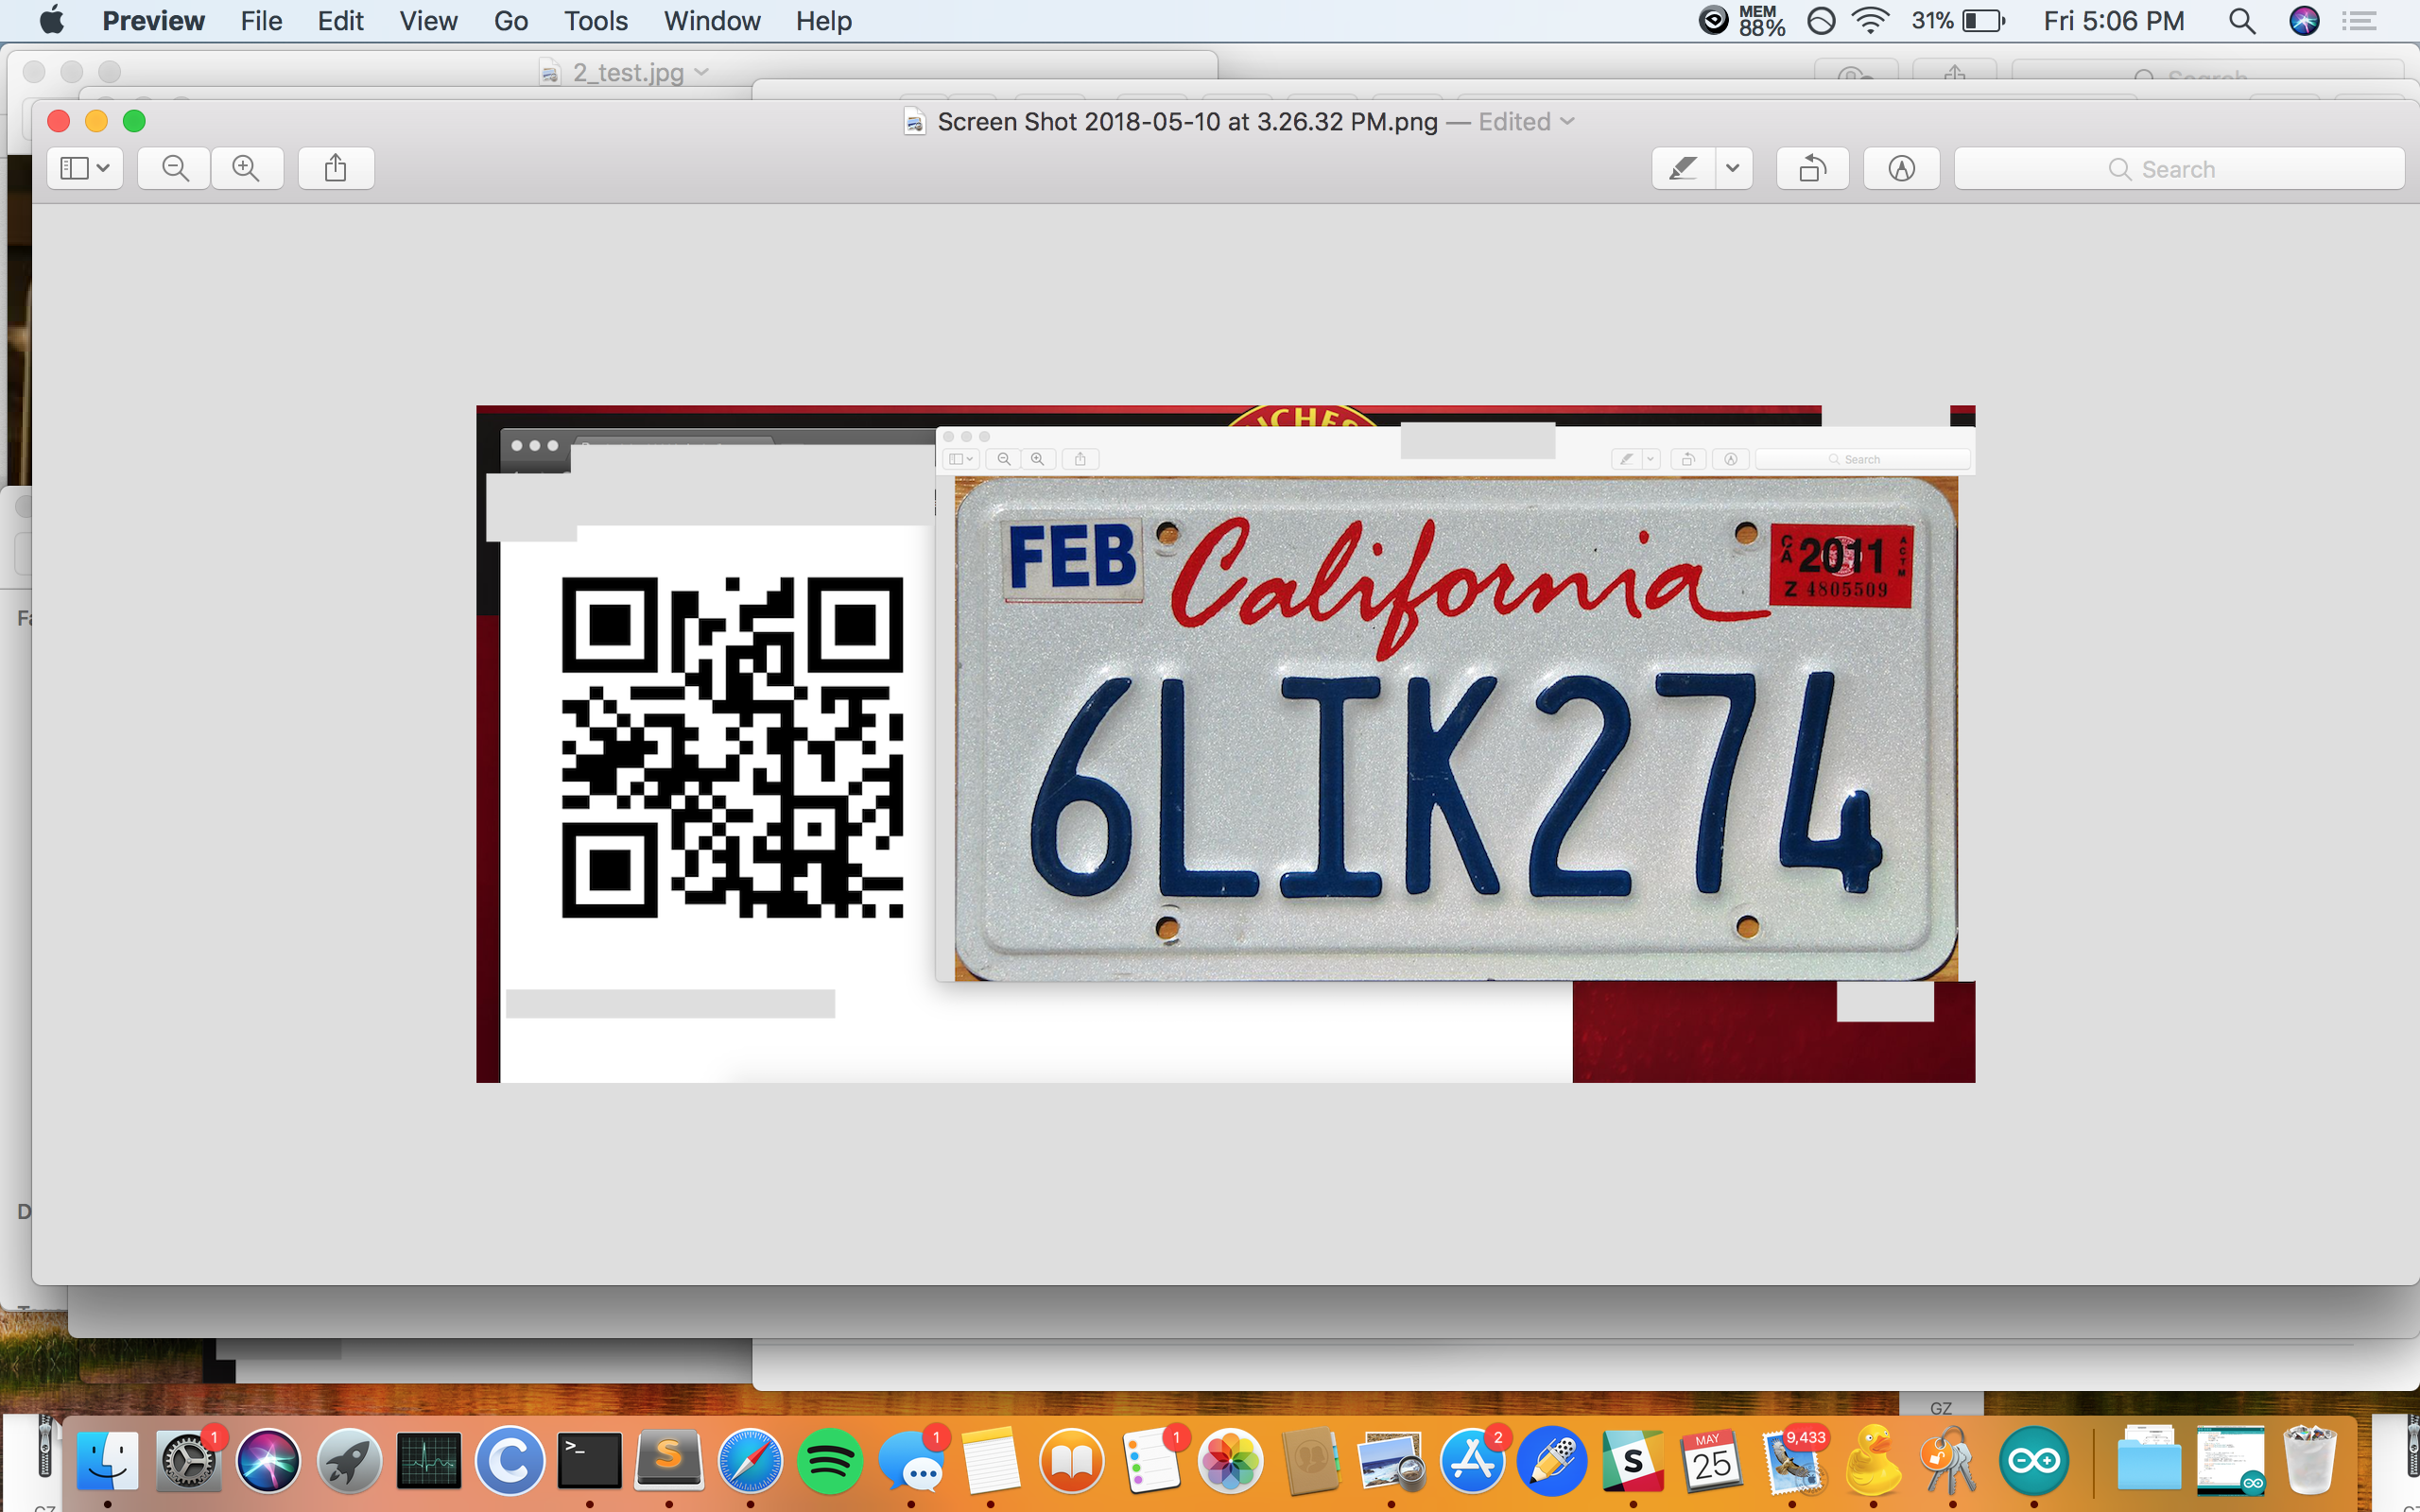 Preview File Edit View Go Tools Window Help
MEM
88%
31%
Fri 5:06 PM
2_test.jpg
Search
Screen Shot 2018-05-10 at 3.26.32 PM.png — Edited
Search
Search
FEB
California
CA 2011 ACTM
Z 4805509
6LIK274
GZ
1
>_
S
1
1
2
S
MAY
25
9,433